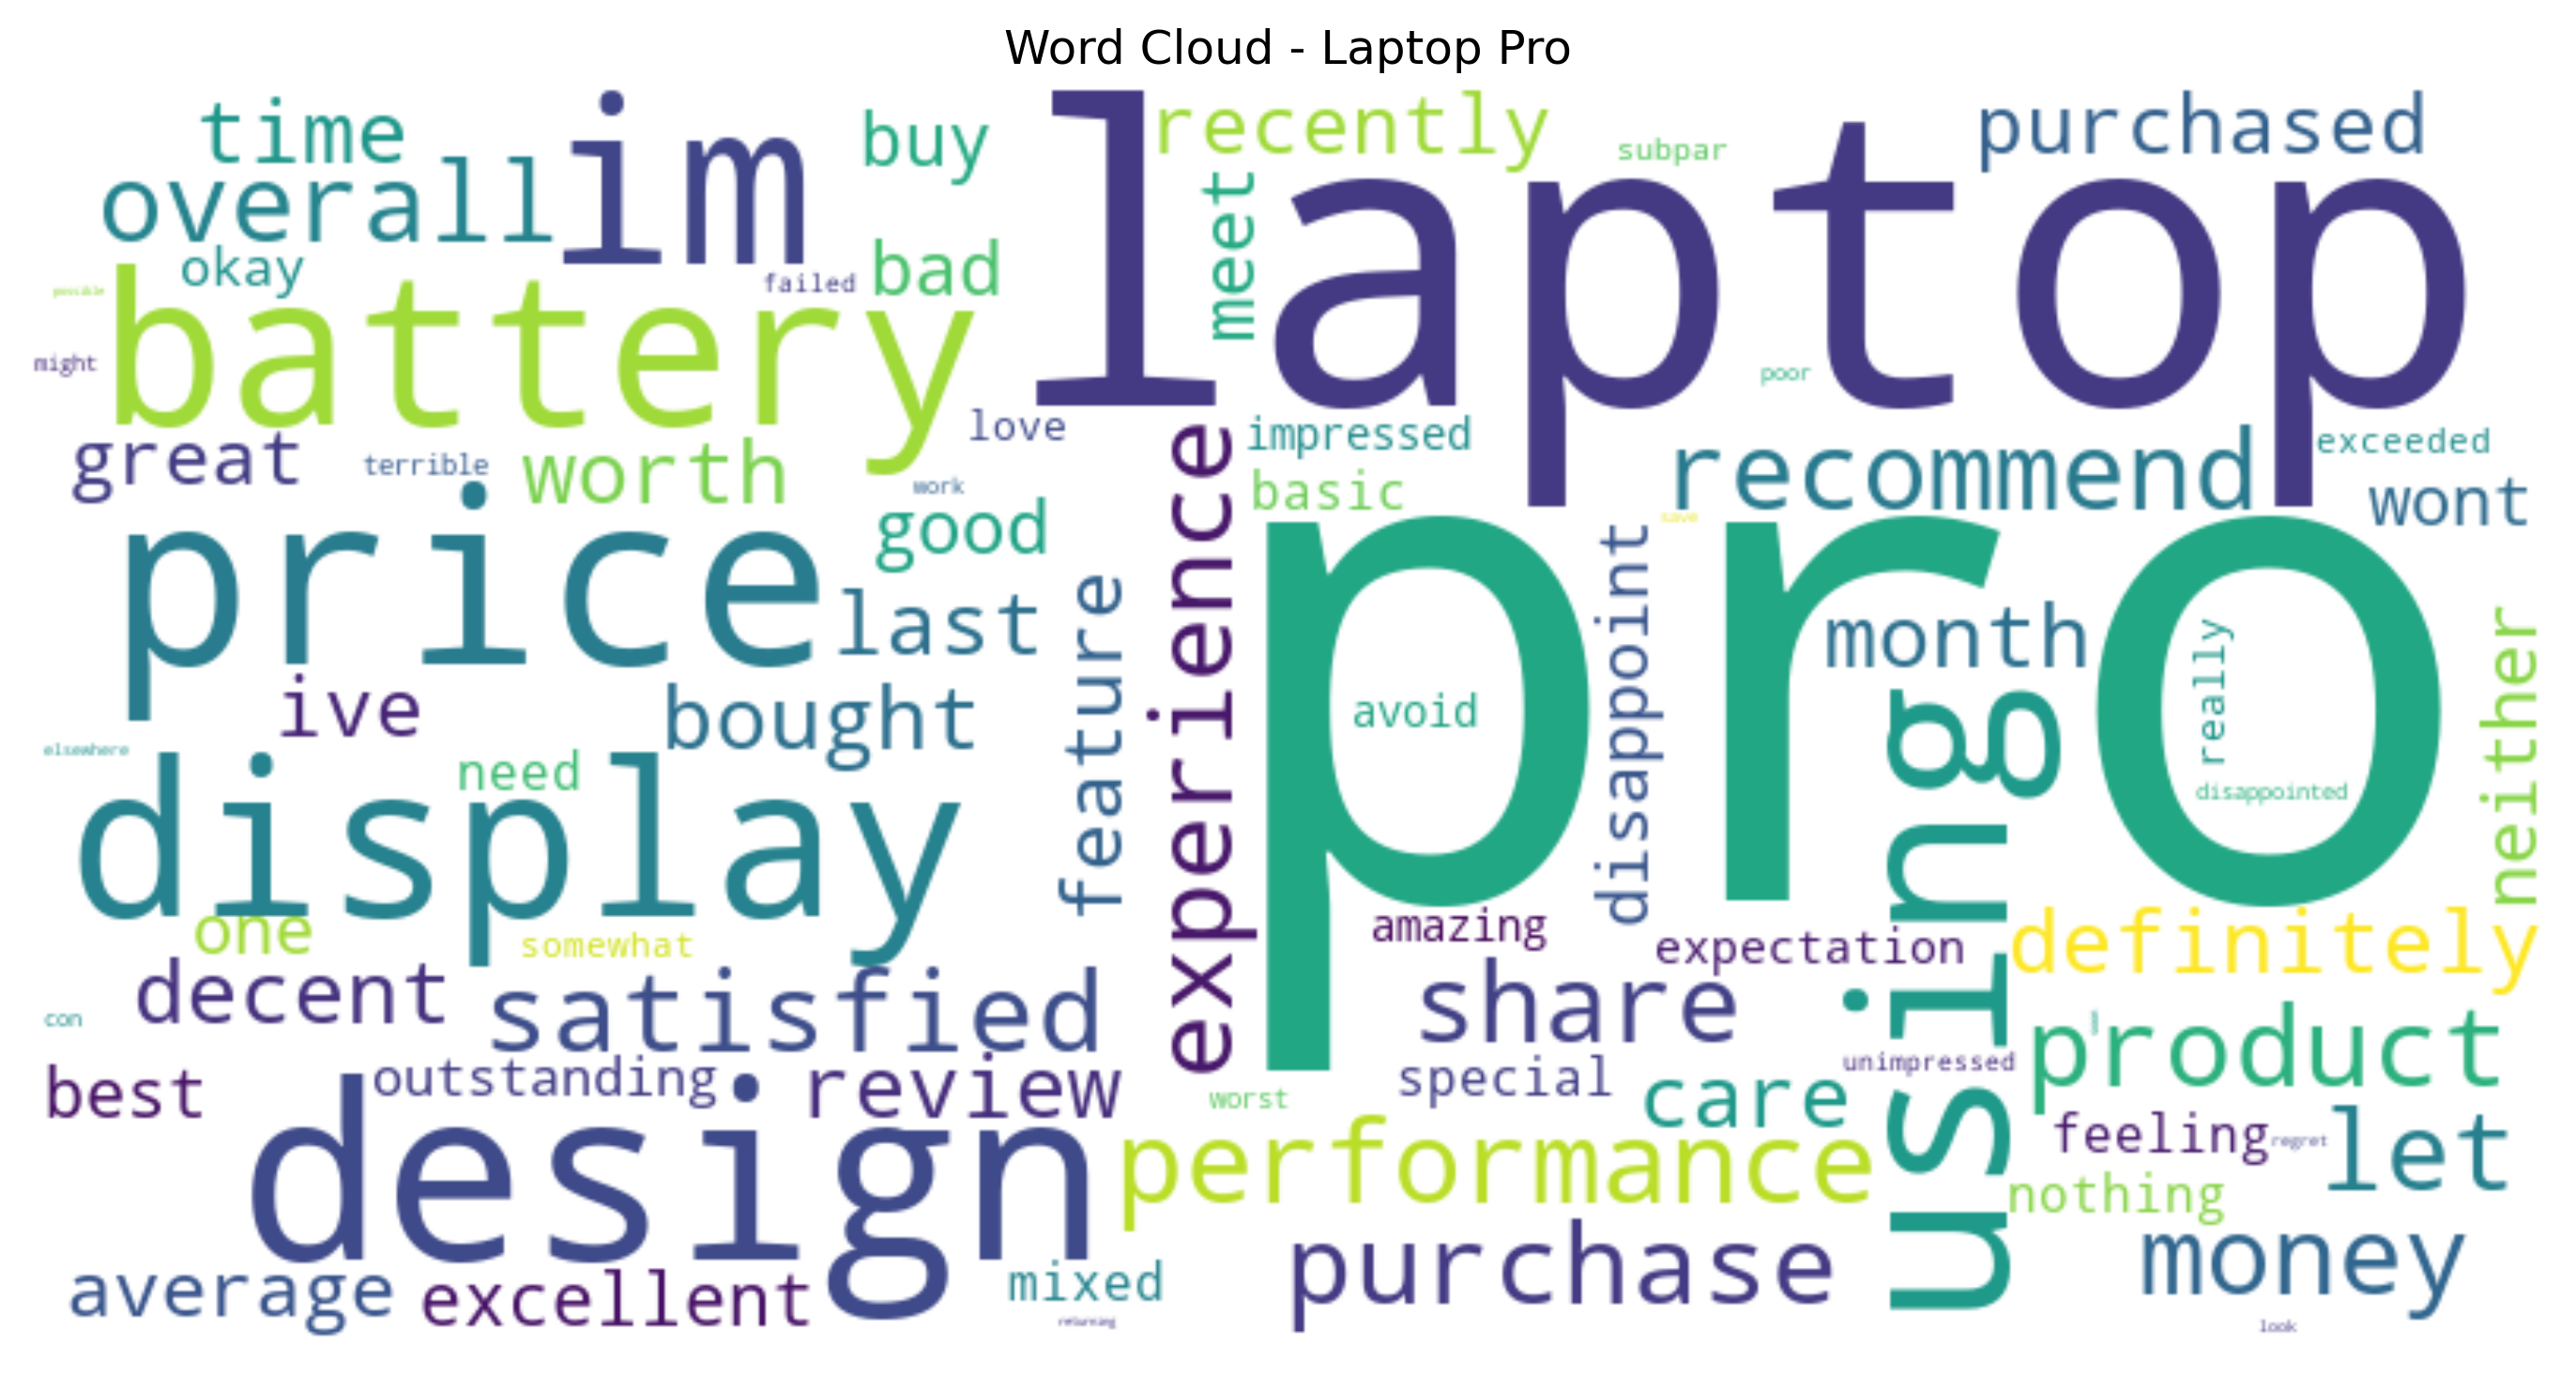 Word Cloud - Laptop Pro
time
overall
im
buy
recently
subpar
purchased
laptop
meet
okay
failed
bad
possible
battery
might
poor
love
great
terrible
worth
work
impressed
basic
recommend
exceeded
wont
save
good
price
last
feature
experience
pro
disappoint
month
avoid
really
neither
ive
bought
elsewhere
need
display
disappointed
using
one
somewhat
amazing
expectation
definitely
decent
satisfied
share
con
product
l
best
outstanding
review
special
unimpressed
worst
care
design
performance
feeling
regret
let
nothing
purchase
money
average
excellent
mixed
returning
look